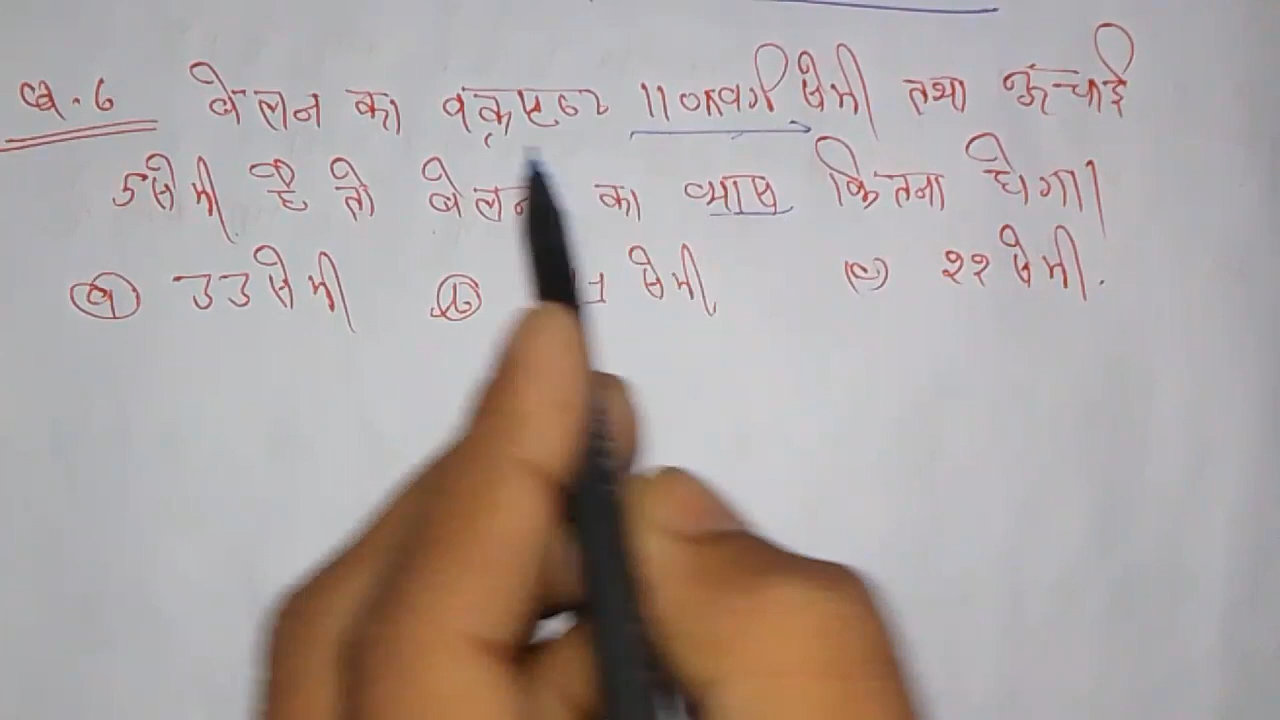 Q.6 बेलन का वक्रपृष्ठ 110 वर्ग सेमी तथा ऊंचाई
5 सेमी है तो बेलन का व्यास कितना होगा।
(a) 33 सेमी (b) सेमी (c) 22 सेमी.